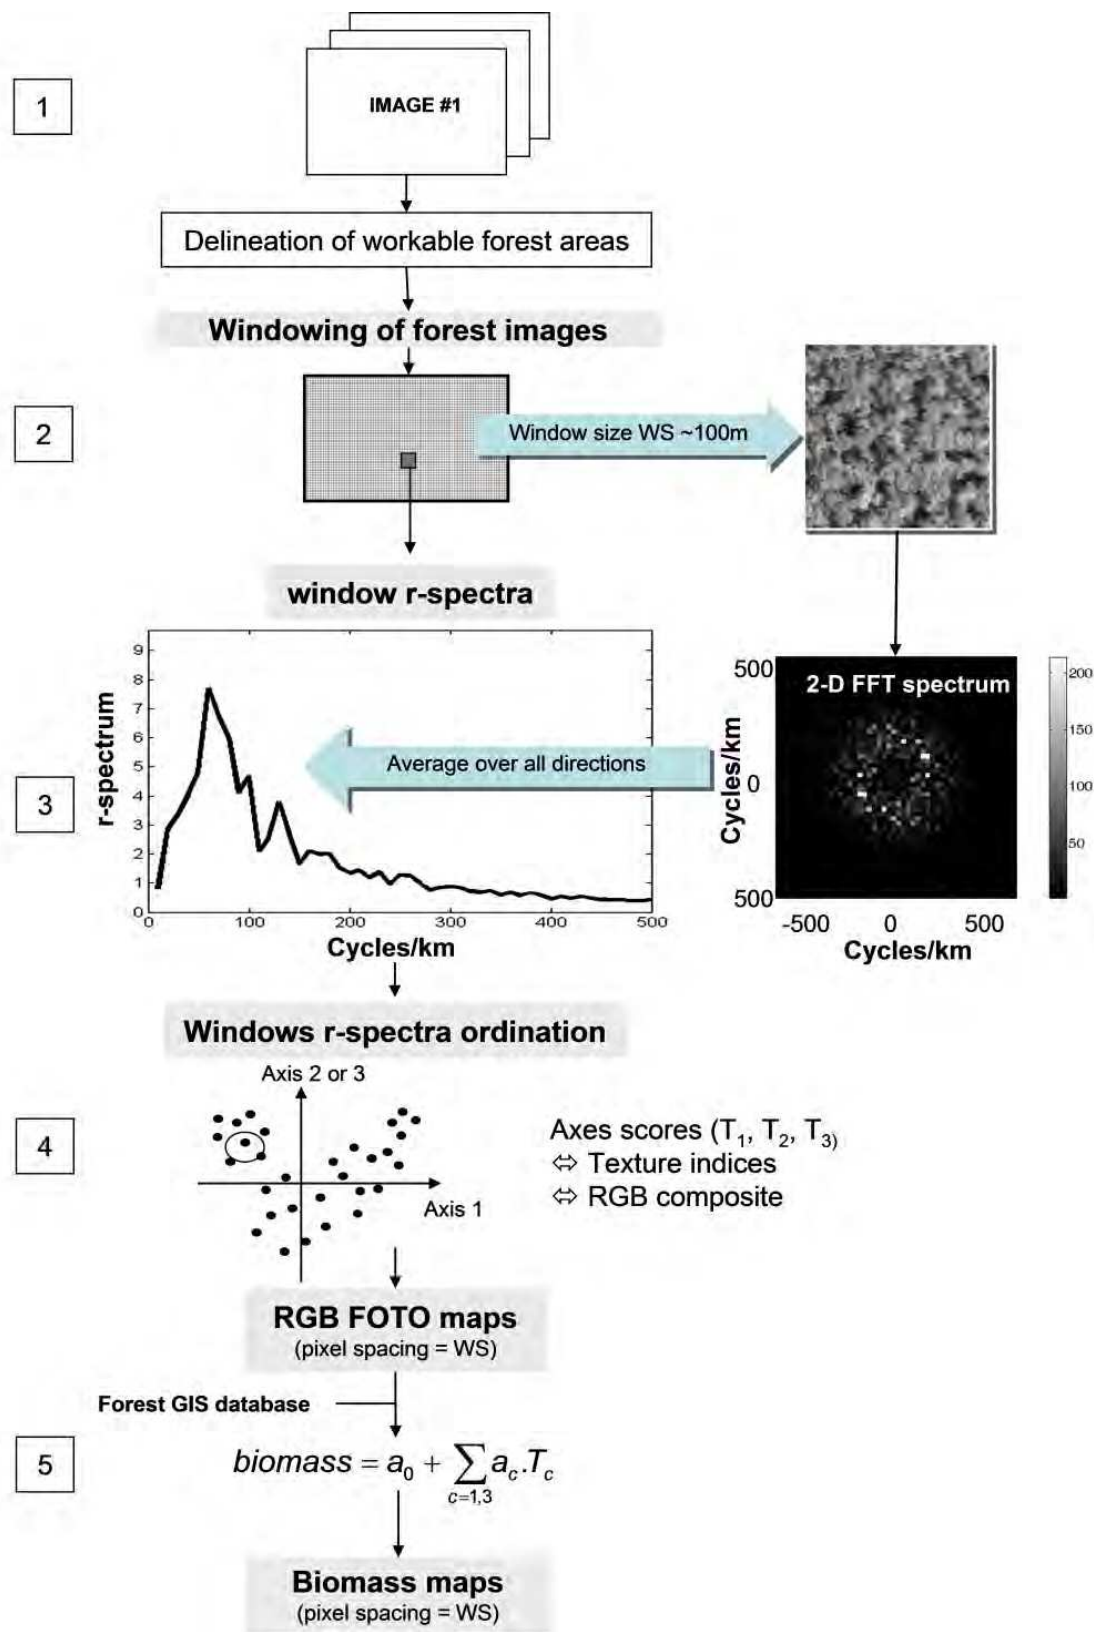 1
IMAGE #1
Delineation of workable forest areas
Windowing of forest images
2
Window size WS ~100m
window r-spectra
3
r-spectrum
9
8
7
6
5
4
3
2
1
0
0 100 200 300 400 500
Cycles/km
Average over all directions
2-D FFT spectrum
Cycles/km
500
0
500
-500 0 500
Cycles/km
200
150
100
50
Windows r-spectra ordination
4
Axis 2 or 3
Axis 1
Axes scores (T1, T2, T3)
⇔ Texture indices
⇔ RGB composite
RGB FOTO maps
(pixel spacing = WS)
Forest GIS database
5
biomass = a0 + ∑ ac.Tc
c=1,3
Biomass maps
(pixel spacing = WS)